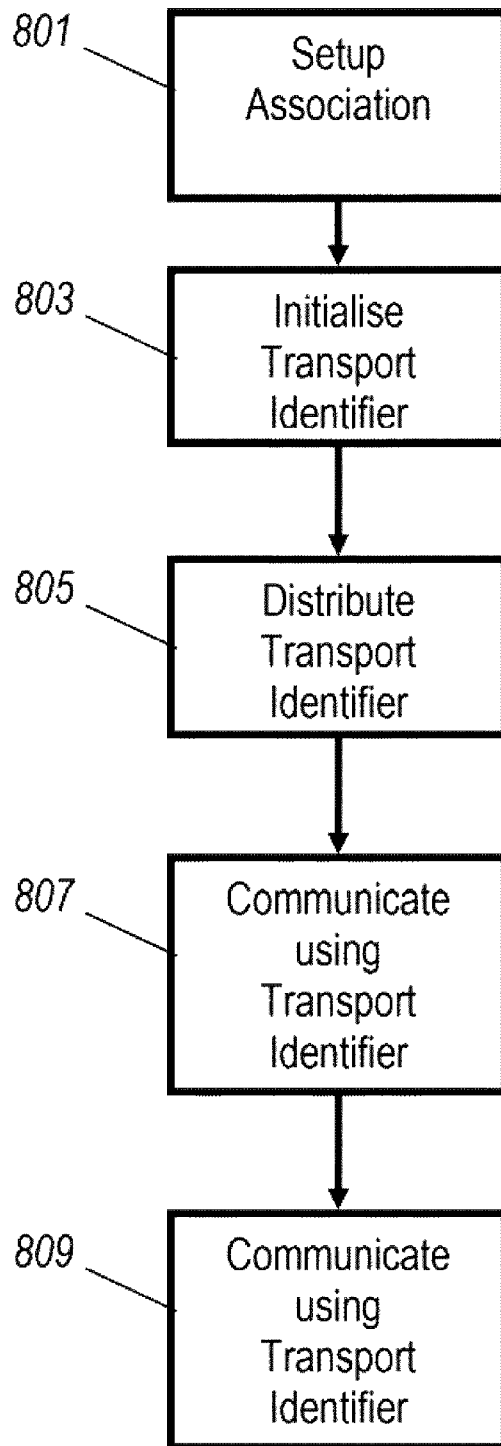 801
Setup
Association
803
Initialise
Transport
Identifier
805
Distribute
Transport
Identifier
807
Communicate
using
Transport
Identifier
809
Communicate
using
Transport
Identifier